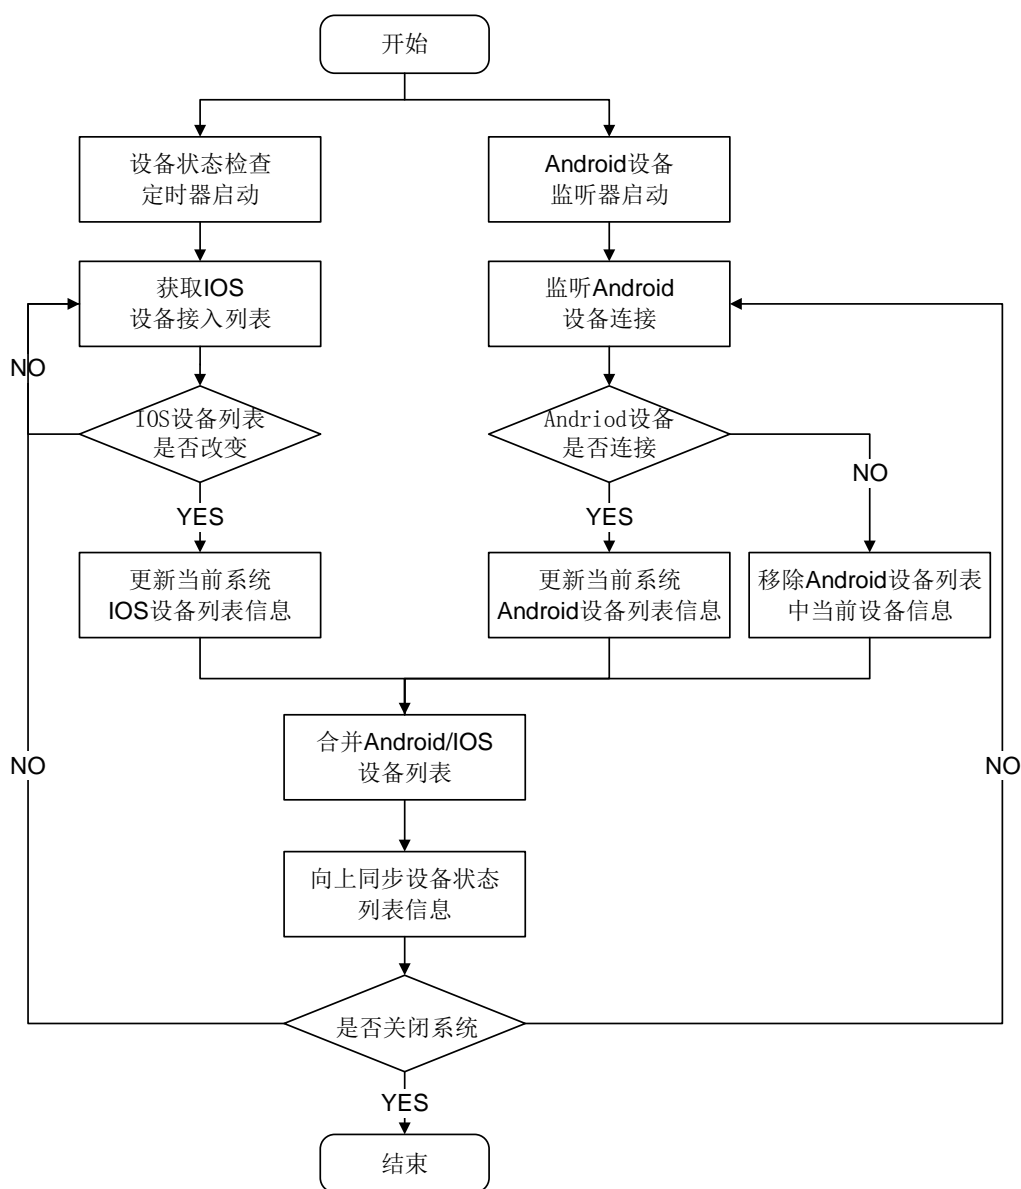 开始
设备状态检查
定时器启动
Android设备
监听器启动
获取IOS
设备接入列表
监听Android
设备连接
NO
IOS设备列表
是否改变
Andriod设备
是否连接
NO
YES
YES
更新当前系统
IOS设备列表信息
更新当前系统
Android设备列表信息
移除Android设备列表
中当前设备信息
合并Android/IOS
设备列表
NO
NO
向上同步设备状态
列表信息
是否关闭系统
YES
结束